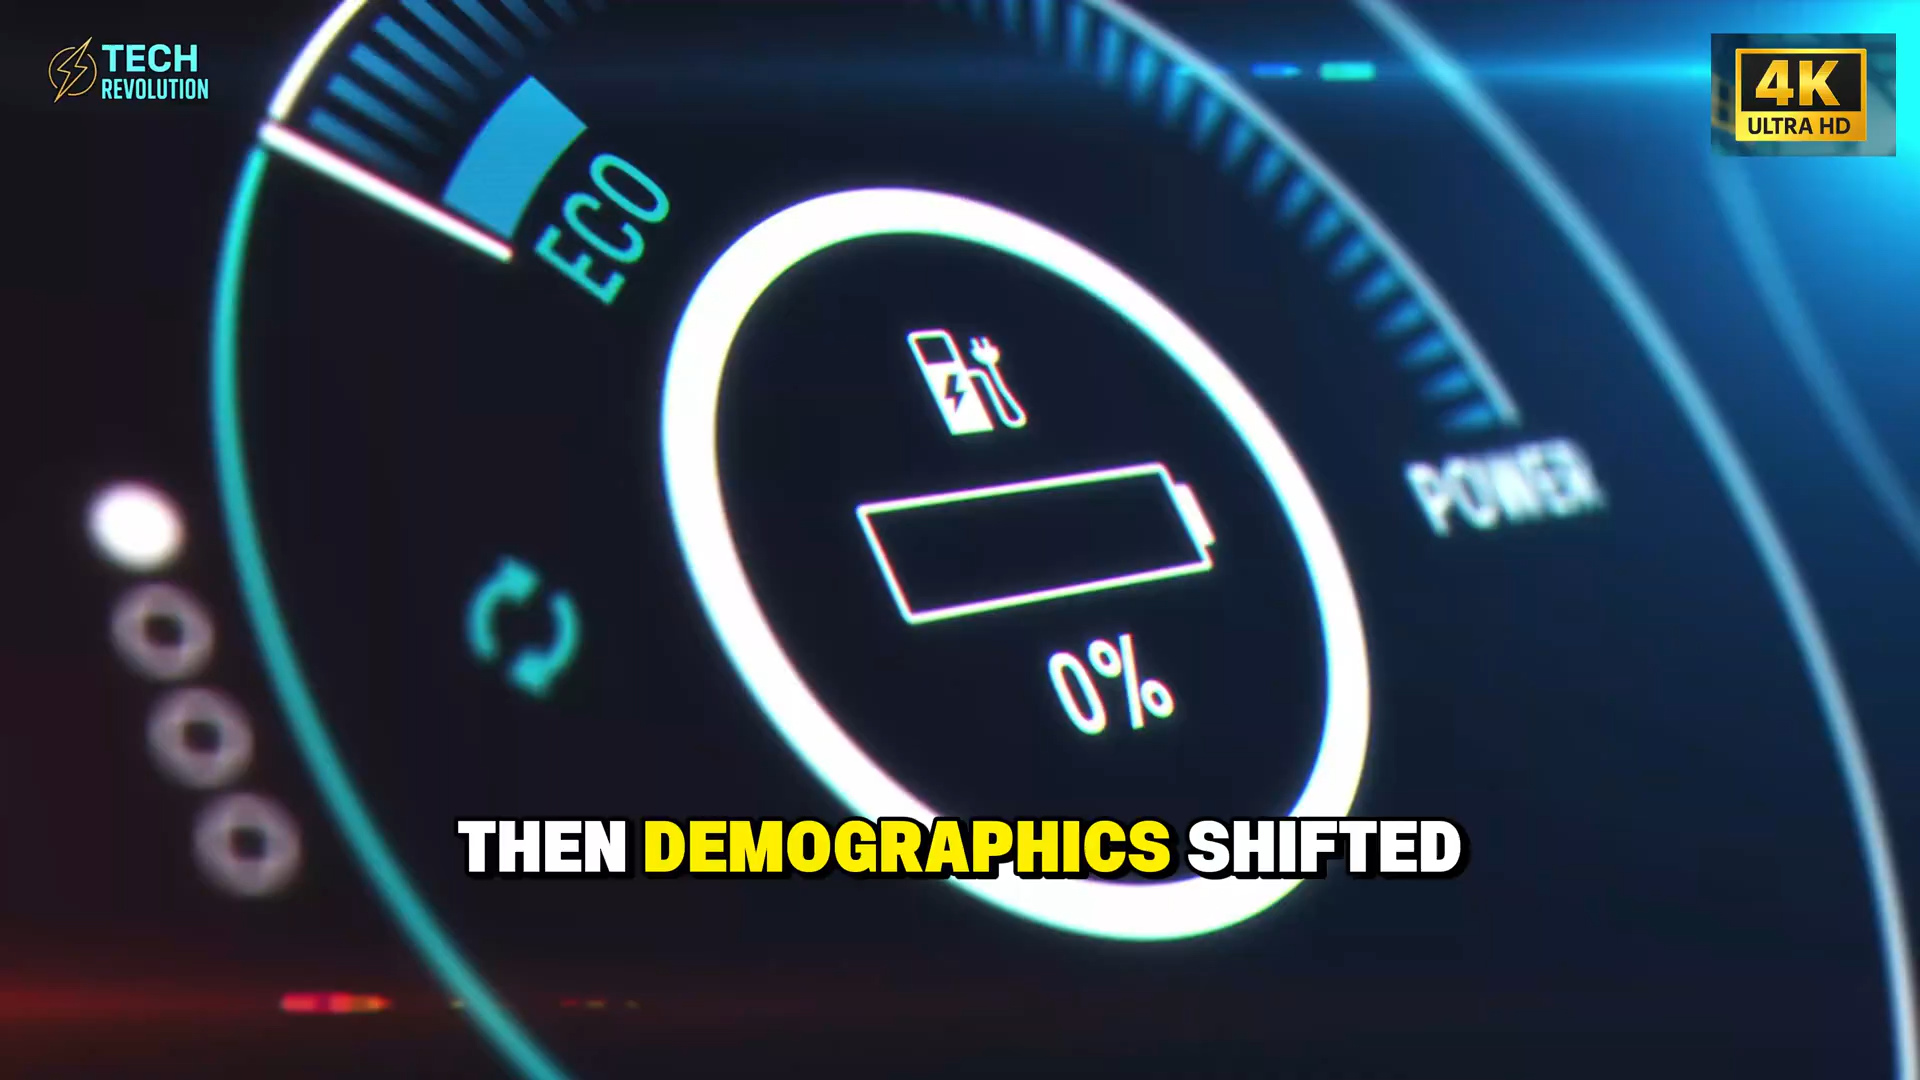 TECH
REVOLUTION
4K
ULTRA HD
ECO
POWER
0%
THEN DEMOGRAPHICS SHIFTED